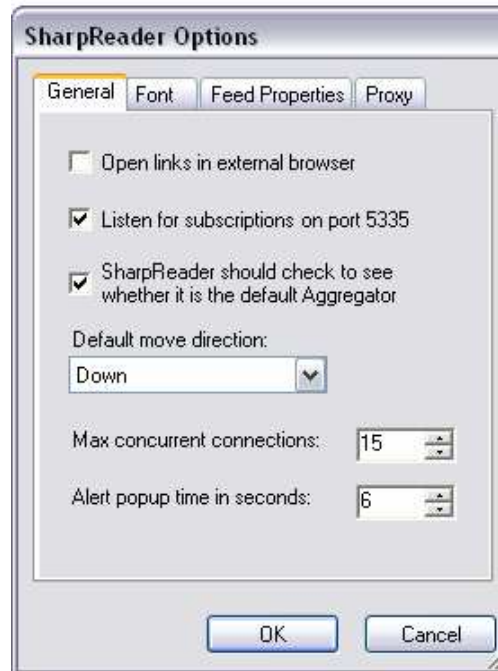 SharpReader Options
General Font Feed Properties Proxy
Open links in external browser
Listen for subscriptions on port 5335
SharpReader should check to see
whether it is the default Aggregator
Default move direction:
Down
Max concurrent connections: 15
Alert popup time in seconds: 6
OK Cancel